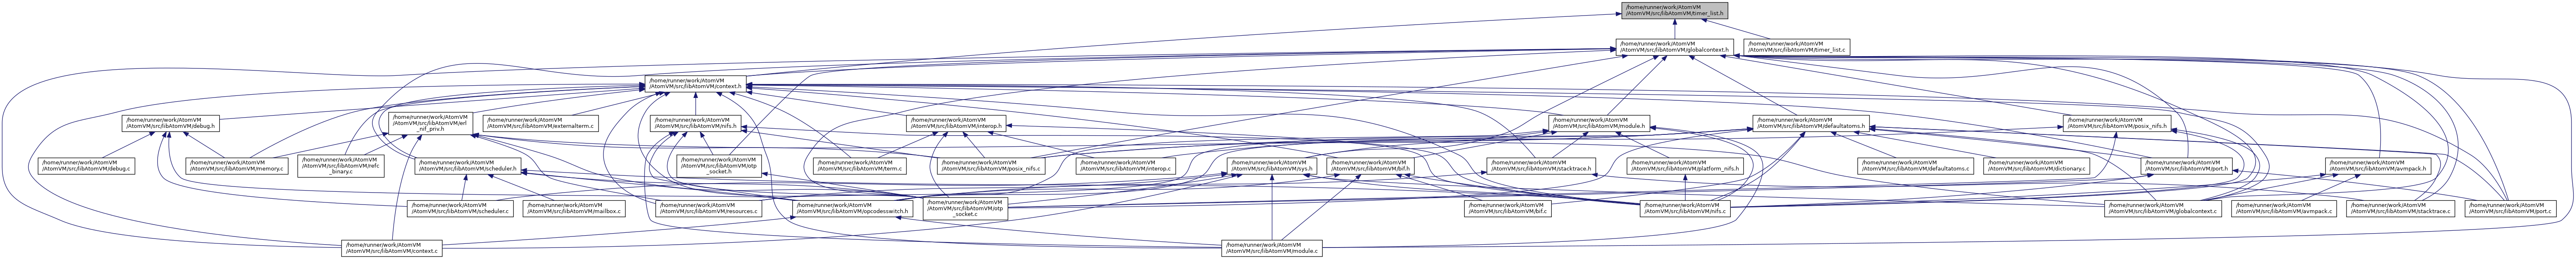 /home/runner/work/AtomVM
/AtomVM/src/libAtomVM/timer_list.h
/home/runner/work/AtomVM
/AtomVM/src/libAtomVM/globalcontext.h
/home/runner/work/AtomVM
/AtomVM/src/libAtomVM/timer_list.c
/home/runner/work/AtomVM
/AtomVM/src/libAtomVM/context.h
/home/runner/work/AtomVM
/AtomVM/src/libAtomVM/debug.h
/home/runner/work/AtomVM
/AtomVM/src/libAtomVM/erl
_nif_priv.h
/home/runner/work/AtomVM
/AtomVM/src/libAtomVM/externalterm.c
/home/runner/work/AtomVM
/AtomVM/src/libAtomVM/nifs.h
/home/runner/work/AtomVM
/AtomVM/src/libAtomVM/interop.h
/home/runner/work/AtomVM
/AtomVM/src/libAtomVM/module.h
/home/runner/work/AtomVM
/AtomVM/src/libAtomVM/defaultatoms.h
/home/runner/work/AtomVM
/AtomVM/src/libAtomVM/posix_nifs.h
/home/runner/work/AtomVM
/AtomVM/src/libAtomVM/debug.c
/home/runner/work/AtomVM
/AtomVM/src/libAtomVM/memory.c
/home/runner/work/AtomVM
/AtomVM/src/libAtomVM/refc
_binary.c
/home/runner/work/AtomVM
/AtomVM/src/libAtomVM/scheduler.h
/home/runner/work/AtomVM
/AtomVM/src/libAtomVM/otp
_socket.h
/home/runner/work/AtomVM
/AtomVM/src/libAtomVM/term.c
/home/runner/work/AtomVM
/AtomVM/src/libAtomVM/posix_nifs.c
/home/runner/work/AtomVM
/AtomVM/src/libAtomVM/interop.c
/home/runner/work/AtomVM
/AtomVM/src/libAtomVM/sys.h
/home/runner/work/AtomVM
/AtomVM/src/libAtomVM/bif.h
/home/runner/work/AtomVM
/AtomVM/src/libAtomVM/stacktrace.h
/home/runner/work/AtomVM
/AtomVM/src/libAtomVM/platform_nifs.h
/home/runner/work/AtomVM
/AtomVM/src/libAtomVM/defaultatoms.c
/home/runner/work/AtomVM
/AtomVM/src/libAtomVM/dictionary.c
/home/runner/work/AtomVM
/AtomVM/src/libAtomVM/port.h
/home/runner/work/AtomVM
/AtomVM/src/libAtomVM/avmpack.h
/home/runner/work/AtomVM
/AtomVM/src/libAtomVM/scheduler.c
/home/runner/work/AtomVM
/AtomVM/src/libAtomVM/mailbox.c
/home/runner/work/AtomVM
/AtomVM/src/libAtomVM/resources.c
/home/runner/work/AtomVM
/AtomVM/src/libAtomVM/opcodesswitch.h
/home/runner/work/AtomVM
/AtomVM/src/libAtomVM/otp
_socket.c
/home/runner/work/AtomVM
/AtomVM/src/libAtomVM/bif.c
/home/runner/work/AtomVM
/AtomVM/src/libAtomVM/nifs.c
/home/runner/work/AtomVM
/AtomVM/src/libAtomVM/globalcontext.c
/home/runner/work/AtomVM
/AtomVM/src/libAtomVM/avmpack.c
/home/runner/work/AtomVM
/AtomVM/src/libAtomVM/stacktrace.c
/home/runner/work/AtomVM
/AtomVM/src/libAtomVM/port.c
/home/runner/work/AtomVM
/AtomVM/src/libAtomVM/context.c
/home/runner/work/AtomVM
/AtomVM/src/libAtomVM/module.c